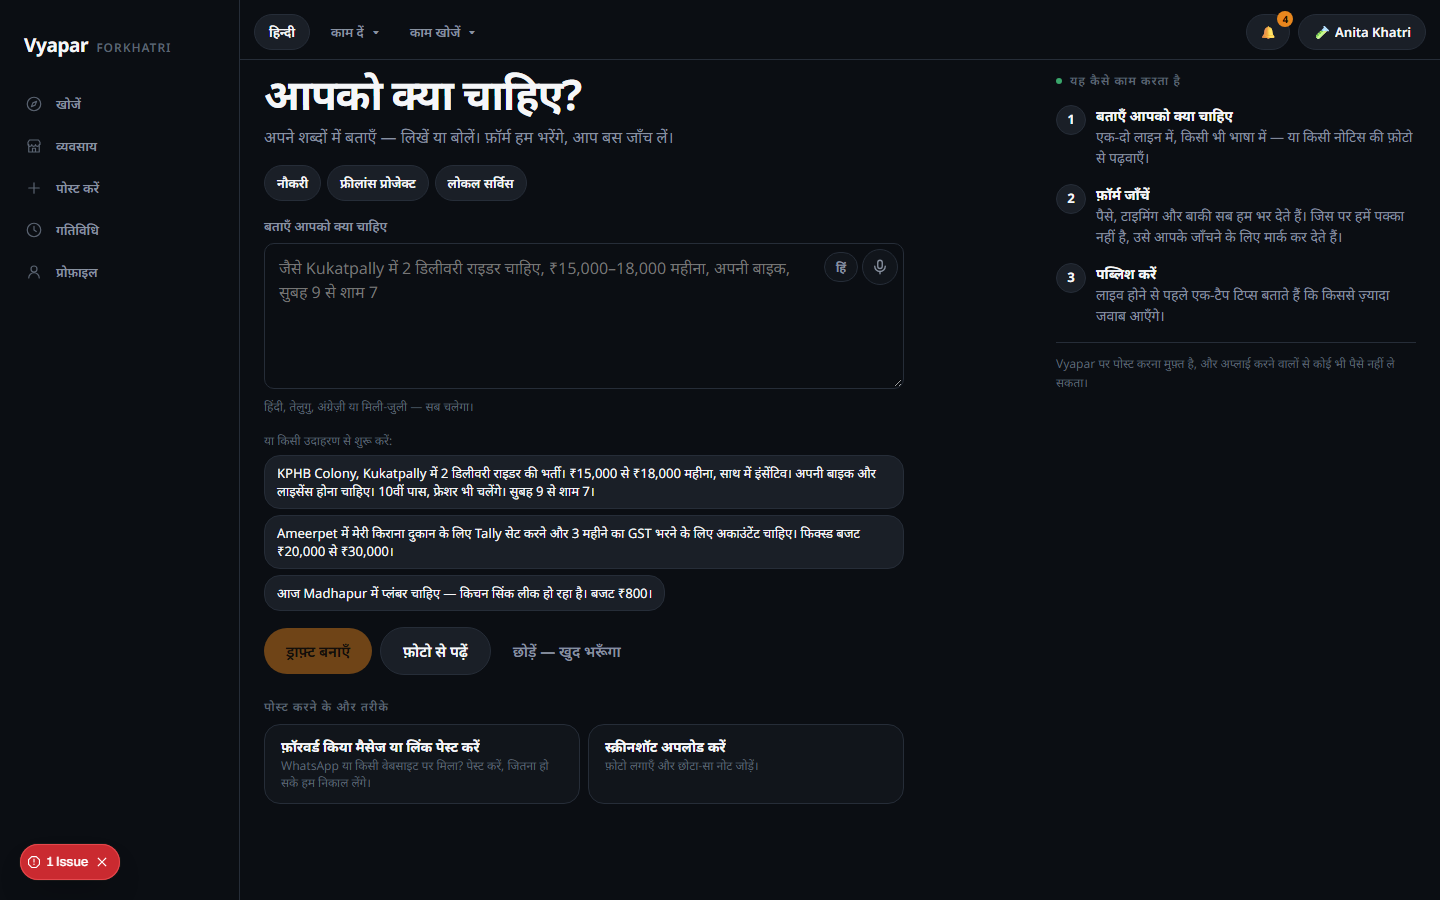 Vyapar FORKHATRI
खोजें
व्यवसाय
पोस्ट करें
गतिविधि
प्रोफ़ाइल
हिन्दी
काम दें
काम खोजें
4
Anita Khatri
आपको क्या चाहिए?
अपने शब्दों में बताएँ — लिखें या बोलें। फ़ॉर्म हम भरेंगे, आप बस जाँच लें।
नौकरी
फ्रीलांस प्रोजेक्ट
लोकल सर्विस
बताएँ आपको क्या चाहिए
जैसे Kukatpally में 2 डिलीवरी राइडर चाहिए, ₹15,000–18,000 महीना, अपनी बाइक,
सुबह 9 से शाम 7
हिं
हिंदी, तेलुगु, अंग्रेज़ी या मिली-जुली — सब चलेगा।
या किसी उदाहरण से शुरू करें:
KPHB Colony, Kukatpally में 2 डिलीवरी राइडर की भर्ती। ₹15,000 से ₹18,000 महीना, साथ में इंसेंटिव। अपनी बाइक और
लाइसेंस होना चाहिए। 10वीं पास, फ्रेशर भी चलेंगे। सुबह 9 से शाम 7।
Ameerpet में मेरी किराना दुकान के लिए Tally सेट करने और 3 महीने का GST भरने के लिए अकाउंटेंट चाहिए। फिक्स्ड बजट
₹20,000 से ₹30,000।
आज Madhapur में प्लंबर चाहिए — किचन सिंक लीक हो रहा है। बजट ₹800।
ड्राफ़्ट बनाएँ
फ़ोटो से पढ़ें
छोड़ें — खुद भरूँगा
पोस्ट करने के और तरीके
फ़ॉरवर्ड किया मैसेज या लिंक पेस्ट करें
WhatsApp या किसी वेबसाइट पर मिला? पेस्ट करें, जितना हो
सके हम निकाल लेंगे।
स्क्रीनशॉट अपलोड करें
फ़ोटो लगाएँ और छोटा-सा नोट जोड़ें।
यह कैसे काम करता है
1
बताएँ आपको क्या चाहिए
एक-दो लाइन में, किसी भी भाषा में — या किसी नोटिस की फ़ोटो
से पढ़वाएँ।
2
फ़ॉर्म जाँचें
पैसे, टाइमिंग और बाकी सब हम भर देते हैं। जिस पर हमें पक्का
नहीं है, उसे आपके जाँचने के लिए मार्क कर देते हैं।
3
पब्लिश करें
लाइव होने से पहले एक-टैप टिप्स बताते हैं कि किससे ज़्यादा
जवाब आएँगे।
Vyapar पर पोस्ट करना मुफ़्त है, और अप्लाई करने वालों से कोई भी पैसे नहीं ले
सकता।
1 Issue